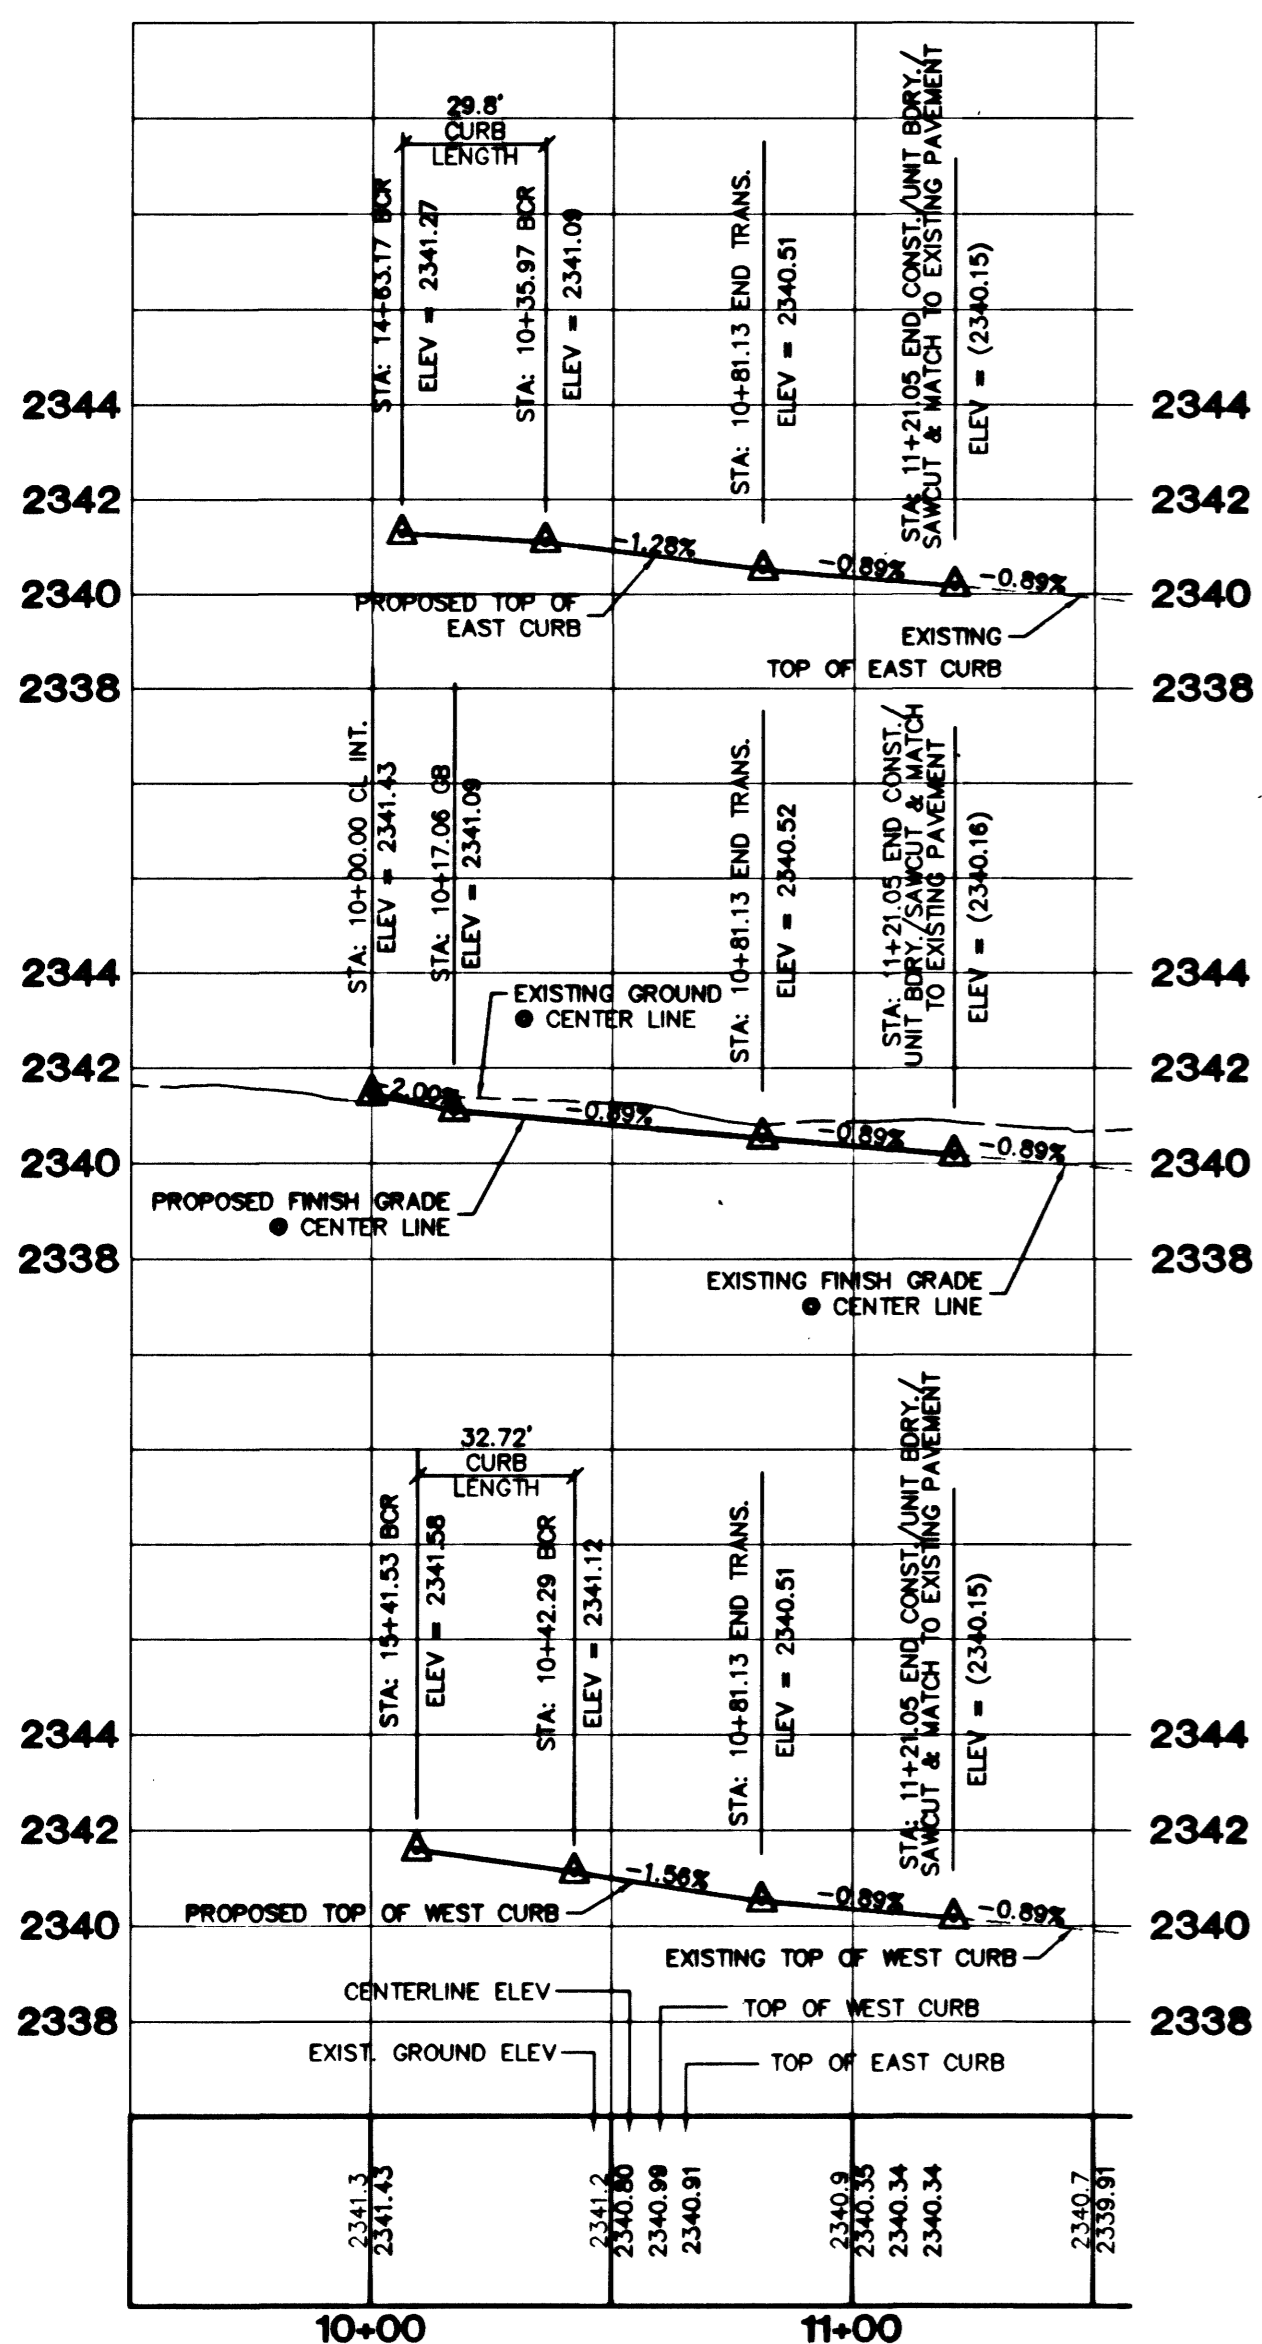 29.8'
CURB
LENGTH
STA: 14+63.17 BCR
ELEV = 2341.27
STA: 10+35.97 BCR
ELEV = 2341.09
STA: 10+81.13 END TRANS.
ELEV = 2340.51
STA: 11+21.05 END CONST./UNIT BDRY./
SAWCUT & MATCH TO EXISTING PAVEMENT
ELEV = (2340.15)
2344 2344
2342 2342
-1.28%
-0.89%
-0.89%
2340 2340
PROPOSED TOP OF
EAST CURB
EXISTING
TOP OF EAST CURB
2338 2338
STA: 10+00.00 CL INT.
ELEV = 2341.43
STA: 10+17.06 GB
ELEV = 2341.09
STA: 10+81.13 END TRANS.
ELEV = 2340.52
STA: 11+21.05 END CONST./
UNIT BDRY./SAWCUT & MATCH
TO EXISTING PAVEMENT
ELEV = (2340.16)
2344 2344
EXISTING GROUND
@ CENTER LINE
2342 2342
-2.00%
-0.89%
-0.89%
-0.89%
2340 2340
PROPOSED FINISH GRADE
@ CENTER LINE
2338 2338
EXISTING FINISH GRADE
@ CENTER LINE
32.72'
CURB
LENGTH
STA: 15+41.53 BCR
ELEV = 2341.58
STA: 10+42.29 BCR
ELEV = 2341.12
STA: 10+81.13 END TRANS.
ELEV = 2340.51
STA: 11+21.05 END CONST./UNIT BDRY./
SAWCUT & MATCH TO EXISTING PAVEMENT
ELEV = (2340.15)
2344 2344
2342 2342
-1.56%
-0.89%
-0.89%
PROPOSED TOP OF WEST CURB
2340 2340
EXISTING TOP OF WEST CURB
CENTERLINE ELEV
TOP OF WEST CURB
2338 2338
EXIST. GROUND ELEV
TOP OF EAST CURB
2341.3
2341.43
2341.2
2340.80
2340.99
2340.91
2340.9
2340.35
2340.34
2340.34
2340.7
2339.91
10+00 11+00